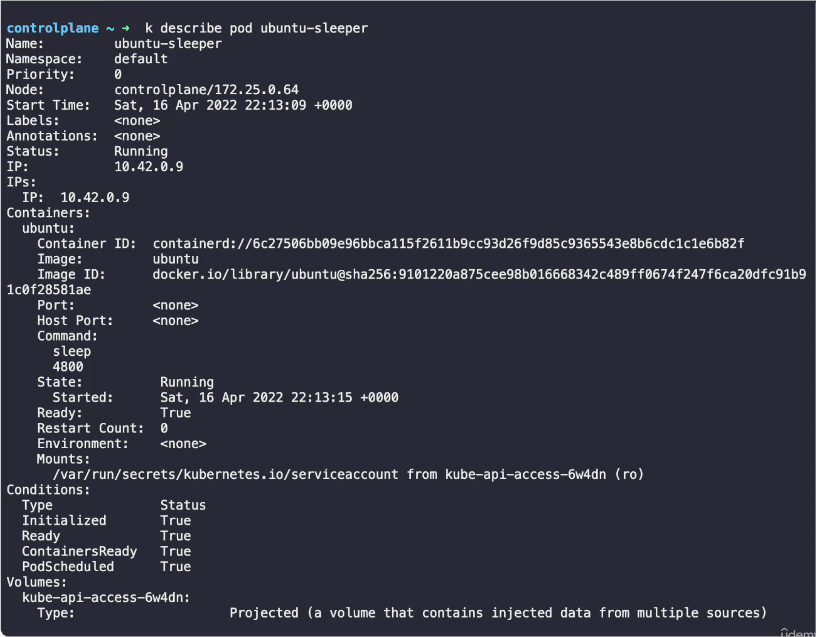 controlplane ~ ➜  k describe pod ubuntu-sleeper
Name:         ubuntu-sleeper
Namespace:    default
Priority:     0
Node:         controlplane/172.25.0.64
Start Time:   Sat, 16 Apr 2022 22:13:09 +0000
Labels:       <none>
Annotations:  <none>
Status:       Running
IP:           10.42.0.9
IPs:
  IP:  10.42.0.9
Containers:
  ubuntu:
    Container ID:  containerd://6c27506bb09e96bbca115f2611b9cc93d26f9d85c9365543e8b6cdc1c1e6b82f
    Image:         ubuntu
    Image ID:      docker.io/library/ubuntu@sha256:9101220a875cee98b016668342c489ff0674f247f6ca20dfc91b9
1c0f28581ae
    Port:          <none>
    Host Port:     <none>
    Command:
      sleep
      4800
    State:          Running
      Started:      Sat, 16 Apr 2022 22:13:15 +0000
    Ready:          True
    Restart Count:  0
    Environment:    <none>
    Mounts:
      /var/run/secrets/kubernetes.io/serviceaccount from kube-api-access-6w4dn (ro)
Conditions:
  Type              Status
  Initialized       True
  Ready             True
  ContainersReady   True
  PodScheduled      True
Volumes:
  kube-api-access-6w4dn:
    Type:                    Projected (a volume that contains injected data from multiple sources)
ûdemy